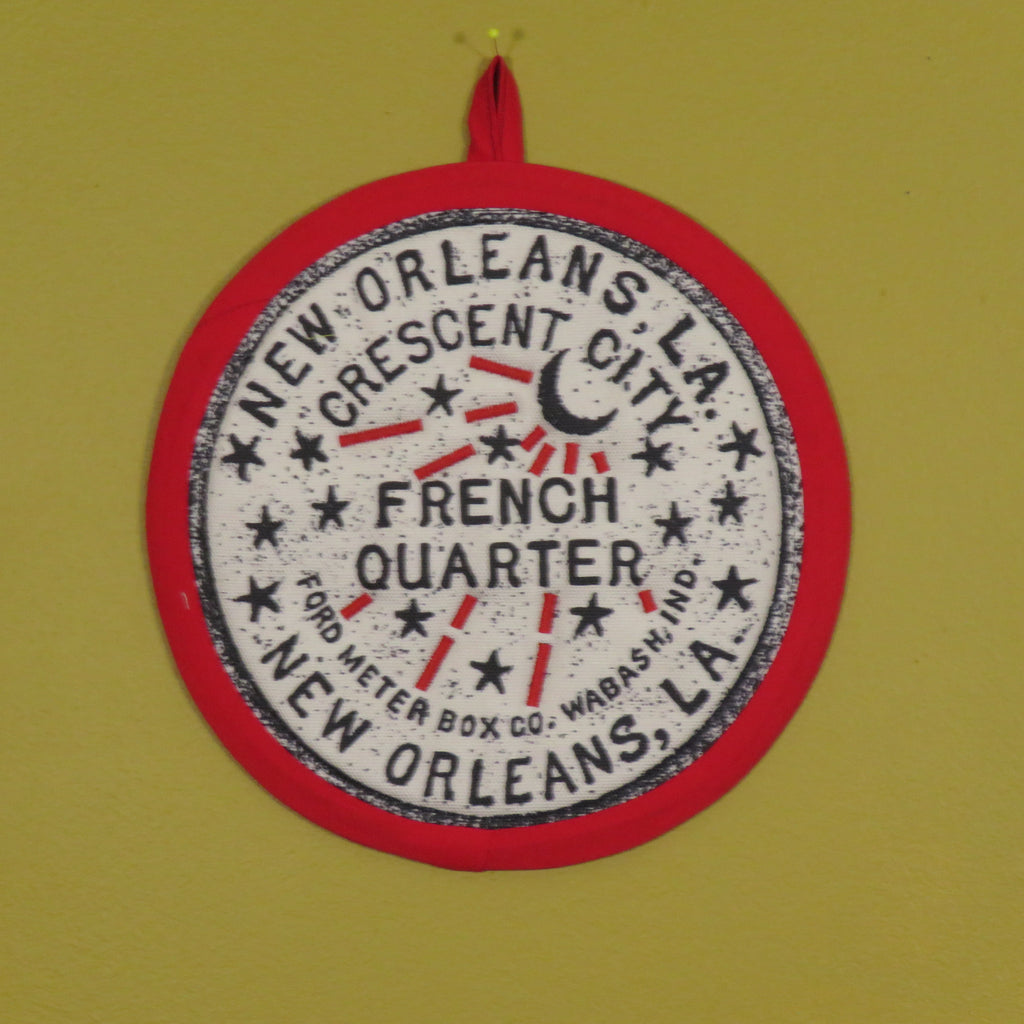 NEW ORLEANS, LA.
CRESCENT CITY
FRENCH
QUARTER
FORD METER BOX CO. WABASH, IND.
NEW ORLEANS, LA.